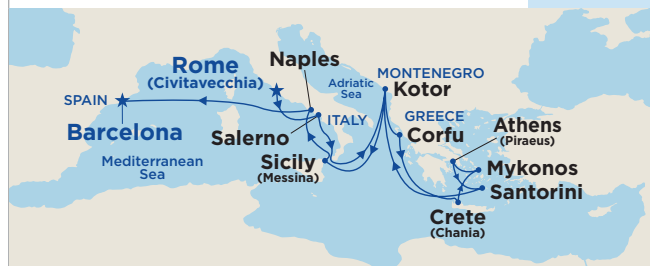 Rome
(Civitavecchia)
Naples
Adriatic
Sea
MONTENEGRO
Kotor
SPAIN
Barcelona
Mediterranean
Sea
Salerno
ITALY
Sicily
(Messina)
GREECE
Corfu
Athens
(Piraeus)
Mykonos
Santorini
Crete
(Chania)